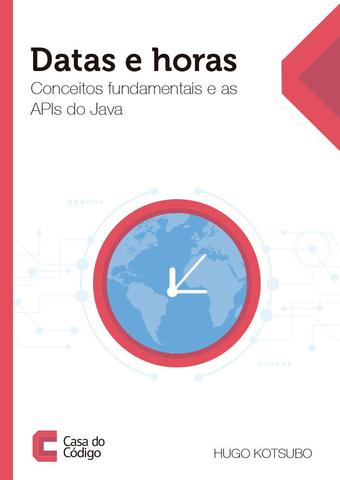 Datas e horas
Conceitos fundamentais e as
APIs do Java
Casa do
Código
HUGO KOTSUBO